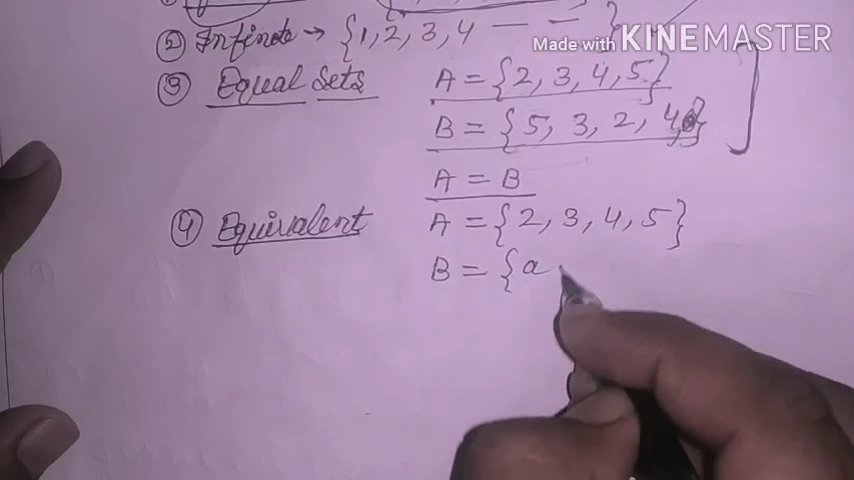 ② Infinite → {1, 2, 3, 4 — — }
Made with KINEMASTER
③ Equal Sets A = {2, 3, 4, 5}
B = {5, 3, 2, 4}
A = B
④ Equivalent A = {2, 3, 4, 5}
B = {a